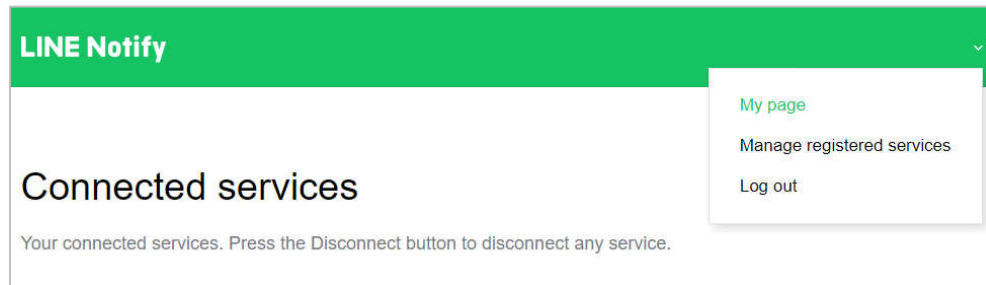 LINE Notify
My page
Manage registered services
Log out
Connected services
Your connected services. Press the Disconnect button to disconnect any service.